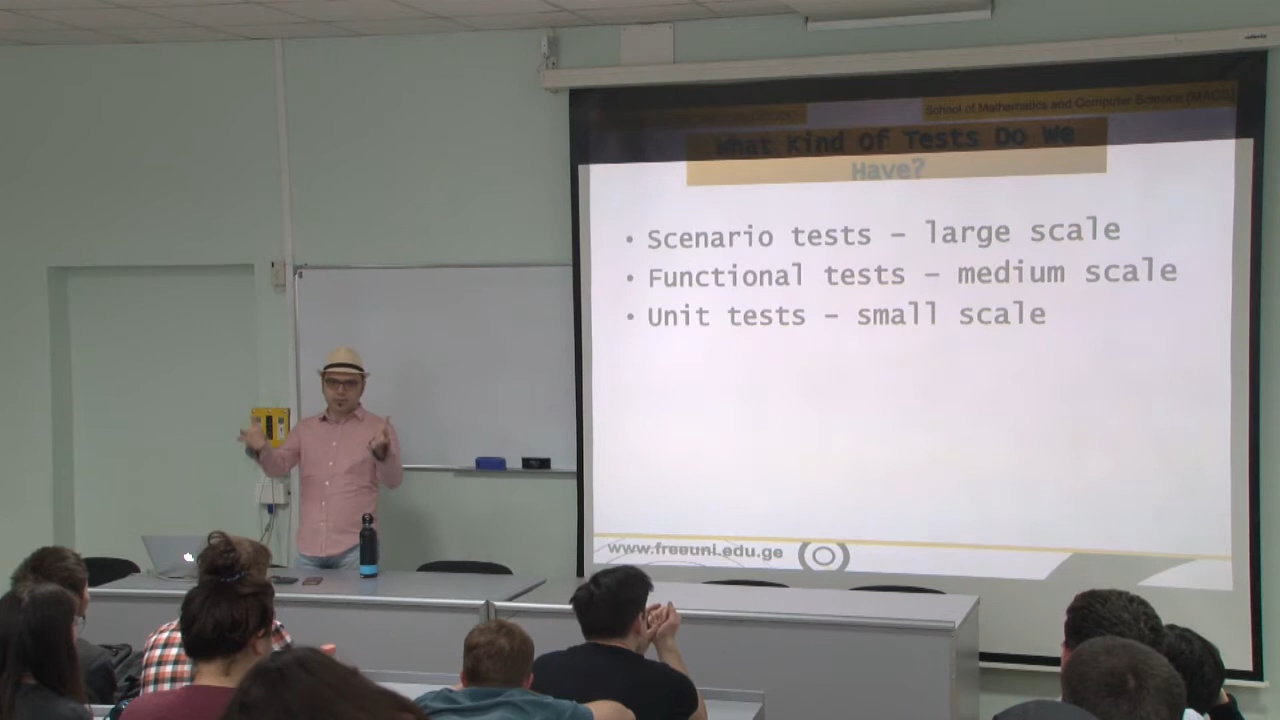 School of Mathematics and Computer Science (MACS)
What Kind Of Tests Do We
Have?
• Scenario tests – large scale
• Functional tests – medium scale
• Unit tests – small scale
www.freeuni.edu.ge